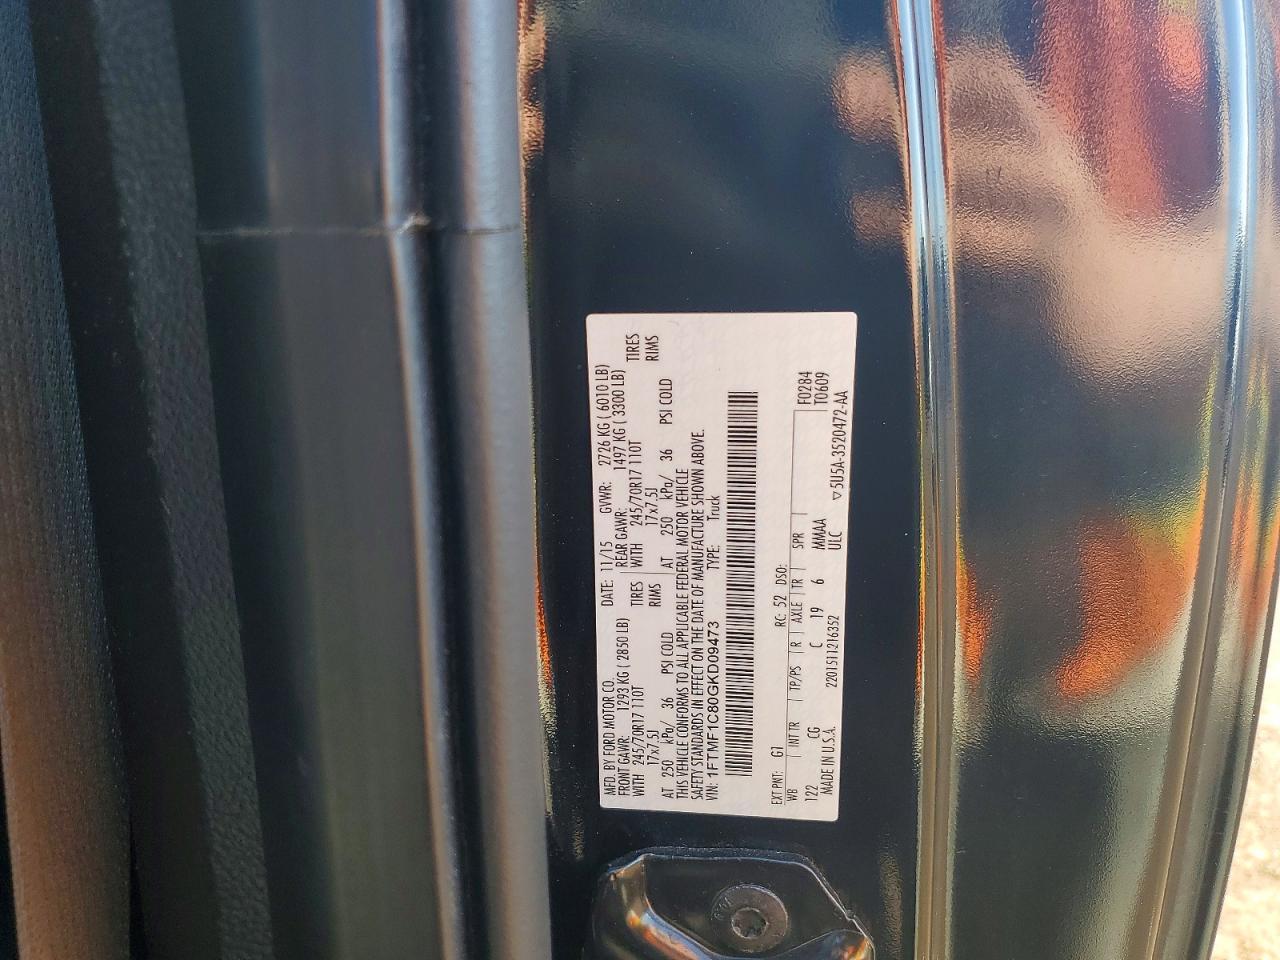 MFD. BY FORD MOTOR CO. DATE: 11/15 GVWR: 2726 KG ( 6010 LB)
FRONT GAWR: 1293 KG ( 2850 LB) REAR GAWR: 1497 KG ( 3300 LB)
WITH 245/70R17 110T TIRES WITH 245/70R17 110T TIRES
17x7.5J RIMS 17x7.5J RIMS
AT 250 kPa/ 36 PSI COLD AT 250 kPa/ 36 PSI COLD
THIS VEHICLE CONFORMS TO ALL APPLICABLE FEDERAL MOTOR VEHICLE
SAFETY STANDARDS IN EFFECT ON THE DATE OF MANUFACTURE SHOWN ABOVE.
VIN: 1FTMF1C80GKD09473 TYPE: Truck
EXT PNT: G1 RC: 52 DSO:
WB INT TR TP/PS R AXLE TR SPR F0284
122 CG C 19 6 MMAA T0609
MADE IN U.S.A. 2201511216352 ULC ▽5U5A-3520472-AA